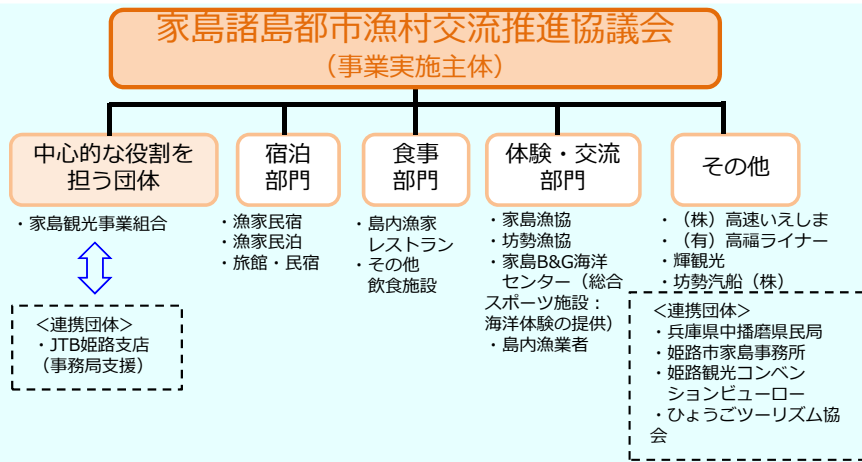 家島諸島都市漁村交流推進協議会
（事業実施主体）
中心的な役割を
担う団体
・家島観光事業組合
＜連携団体＞
・JTB姫路支店
（事務局支援）
宿泊
部門
・漁家民宿
・漁家民泊
・旅館・民宿
食事
部門
・島内漁家
レストラン
・その他
飲食施設
体験・交流
部門
・家島漁協
・坊勢漁協
・家島B&G海洋
センター（総合
スポーツ施設：
海洋体験の提供）
・島内漁業者
その他
・（株）高速いえしま
・（有）高福ライナー
・輝観光
・坊勢汽船（株）
＜連携団体＞
・兵庫県中播磨県民局
・姫路市家島事務所
・姫路観光コンベン
ションビューロー
・ひょうごツーリズム協
会